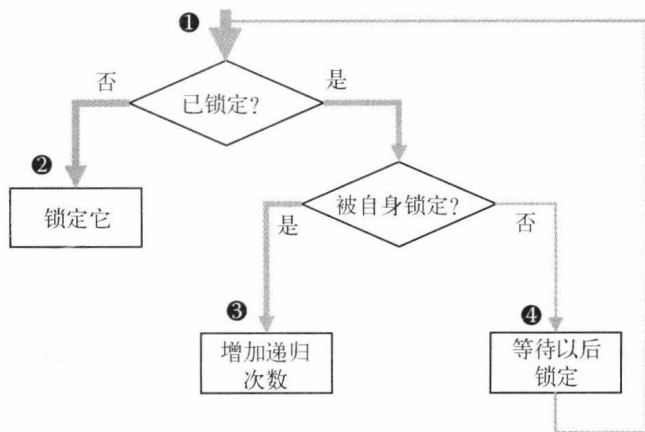 ❶
否
是
已锁定?
❷
锁定它
被自身锁定?
是
否
❸
❹
增加递归
次数
等待以后
锁定